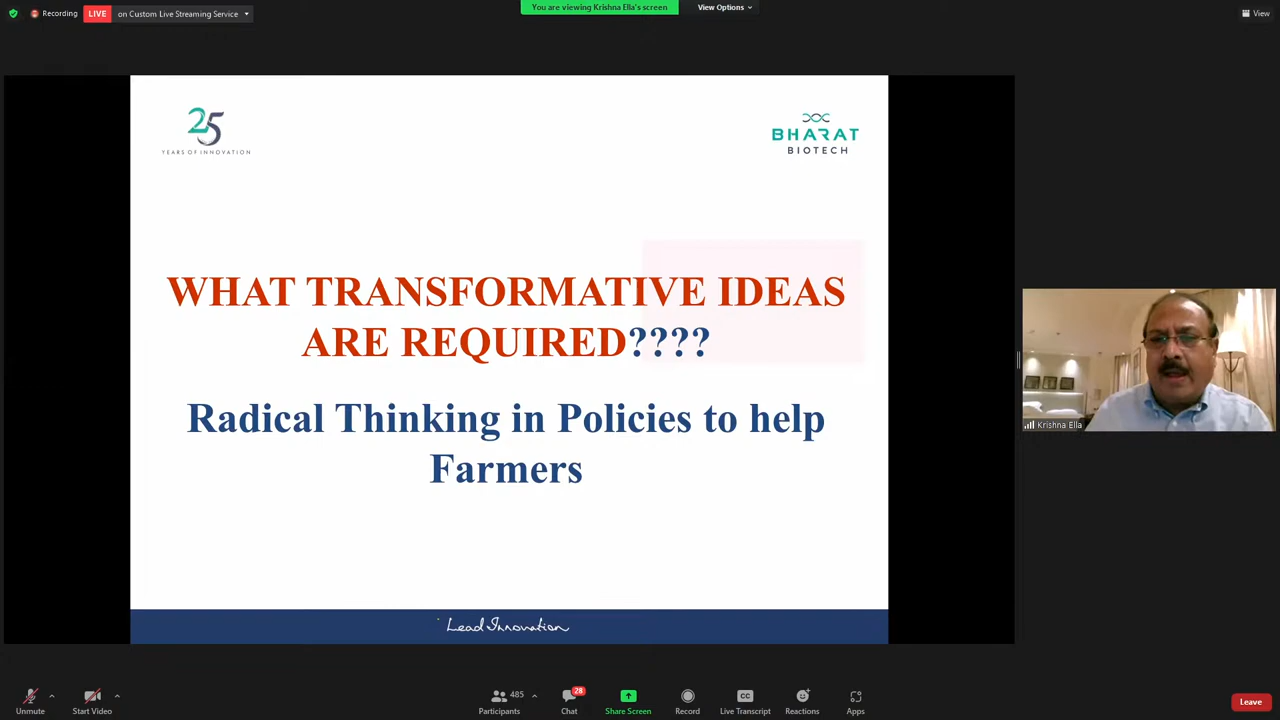 Recording
LIVE
on Custom Live Streaming Service
You are viewing Krishna Ella's screen
View Options
View
25
YEARS OF INNOVATION
BHARAT
BIOTECH
WHAT TRANSFORMATIVE IDEAS
ARE REQUIRED????
Radical Thinking in Policies to help
Farmers
Lead Innovation
Krishna Ella
Unmute
Start Video
485
Participants
28
Chat
Share Screen
Record
CC
Live Transcript
Reactions
Apps
Leave